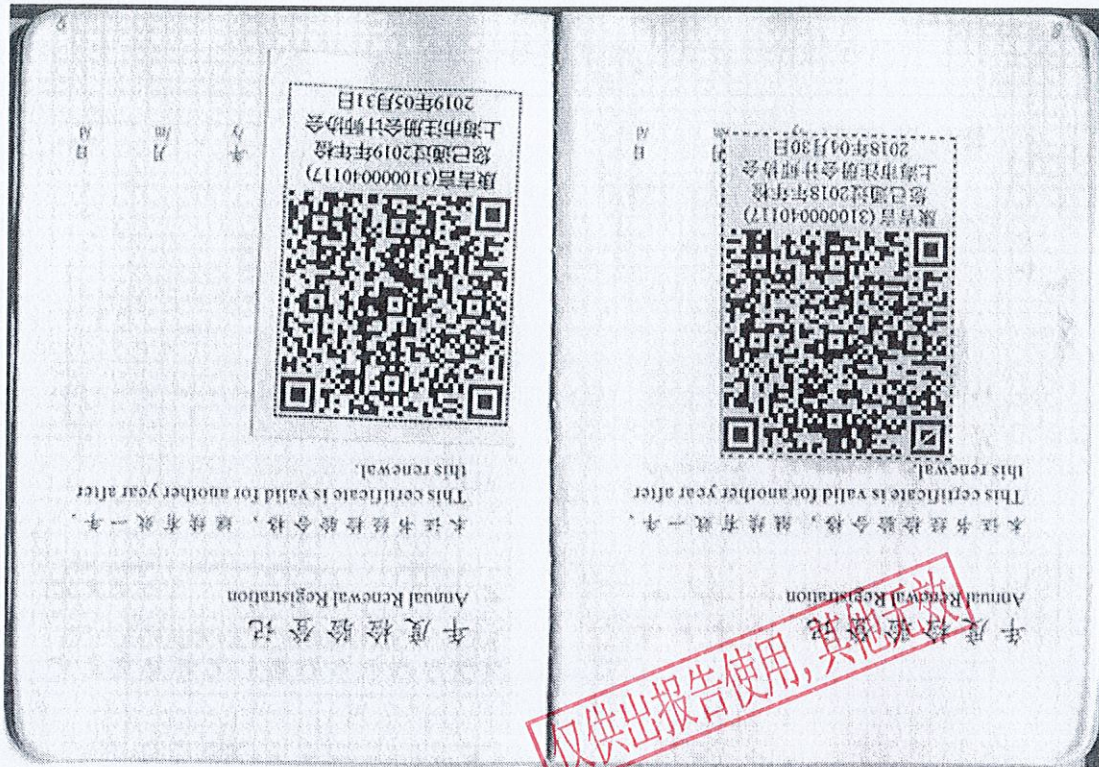 年度检验登记
Annual Renewal Registration
本证书经检验合格,继续有效一年。
This certificate is valid for another year after
this renewal.
康吉言(310000040117)
您已通过2018年年检
上海市注册会计师协会
2018年04月30日
月 日
/d
8
年度检验登记
Annual Renewal Registration
本证书经检验合格,继续有效一年。
This certificate is valid for another year after
this renewal.
康吉言(310000040117)
您已通过2019年年检
上海市注册会计师协会
2019年05月31日
年 月 日
/y /m /d
9
仅供出报告使用,其他无效